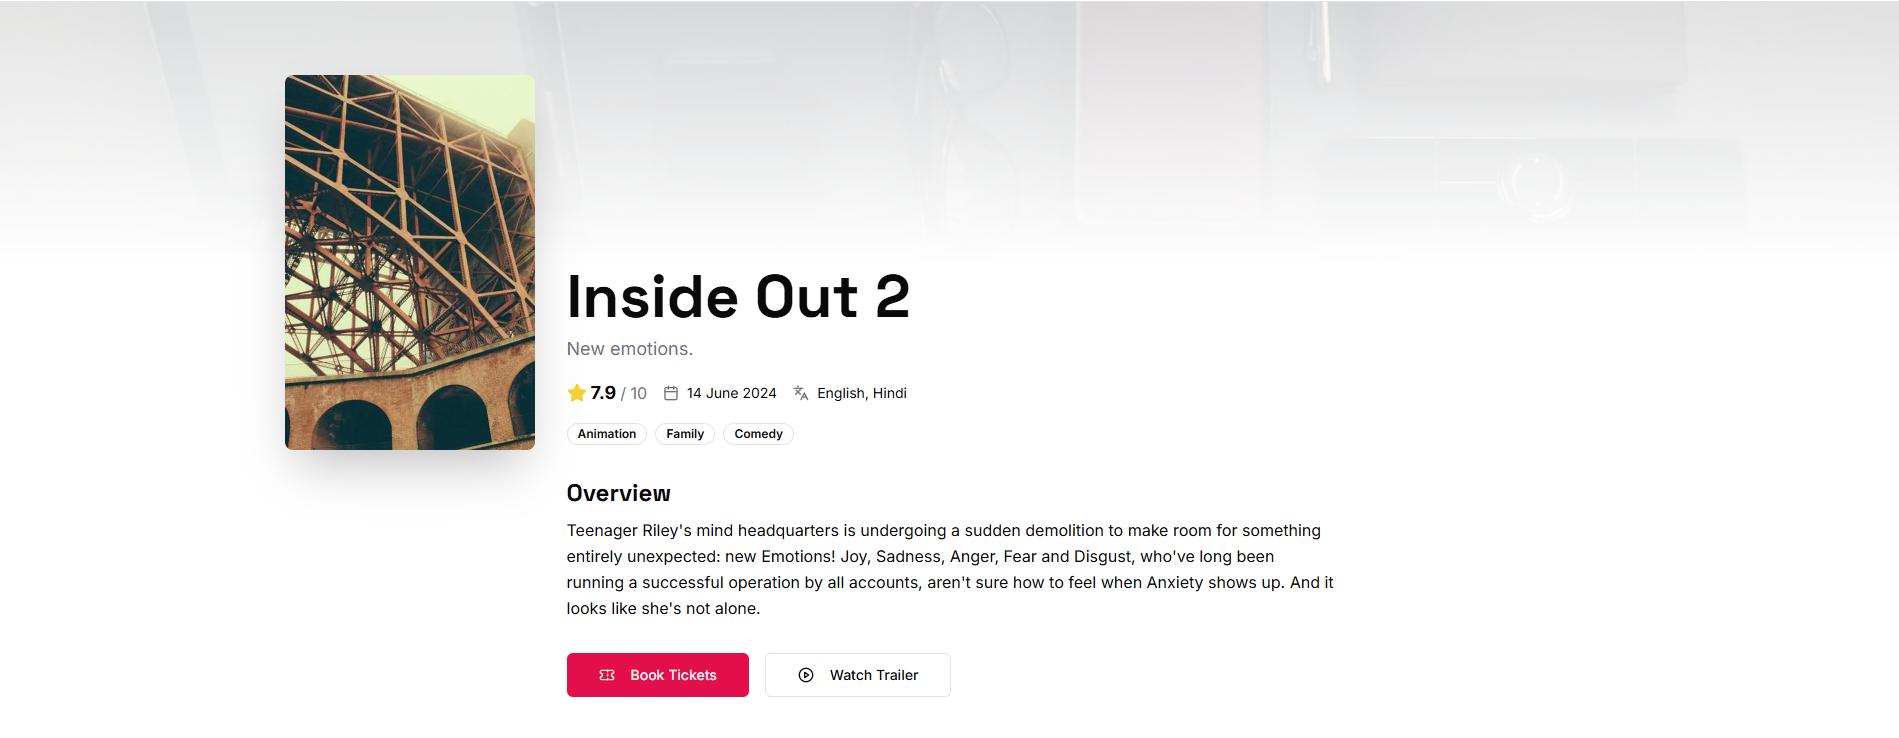 Inside Out 2
New emotions.
7.9 / 10 14 June 2024 English, Hindi
Animation Family Comedy
Overview
Teenager Riley's mind headquarters is undergoing a sudden demolition to make room for something
entirely unexpected: new Emotions! Joy, Sadness, Anger, Fear and Disgust, who've long been
running a successful operation by all accounts, aren't sure how to feel when Anxiety shows up. And it
looks like she's not alone.
Book Tickets Watch Trailer